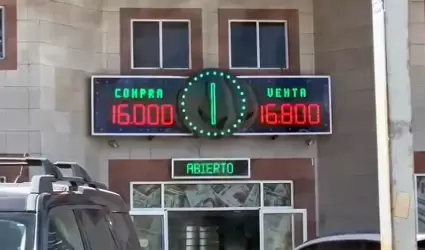 COMPRA VENTA
16.000 16.800
ABIERTO